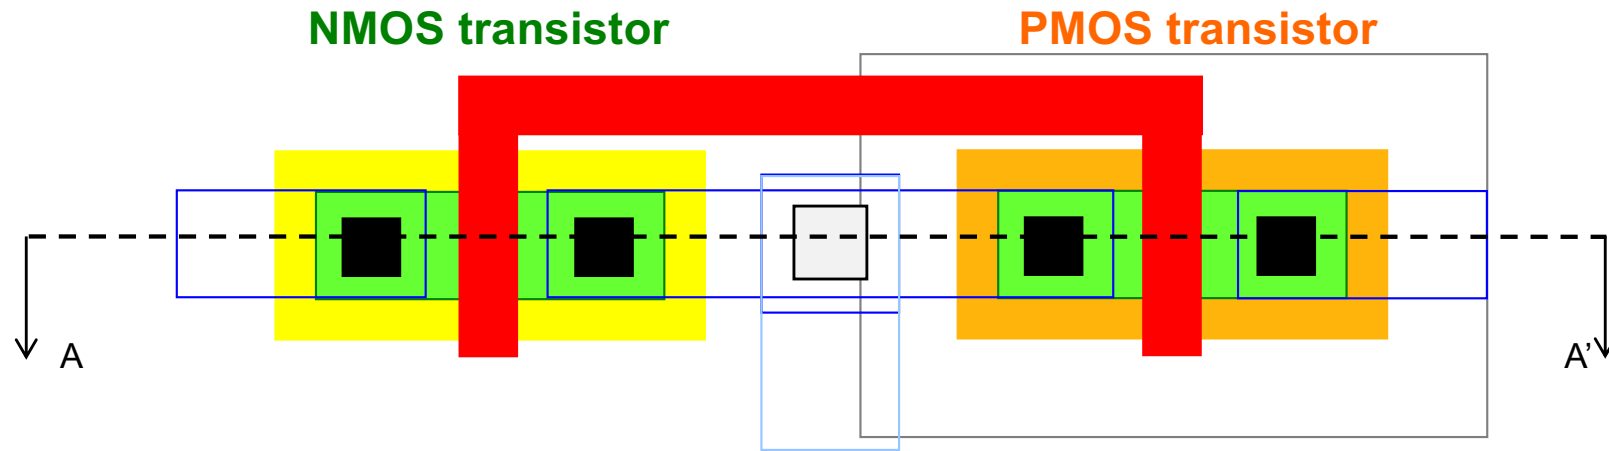 NMOS transistor
PMOS transistor
A
A’